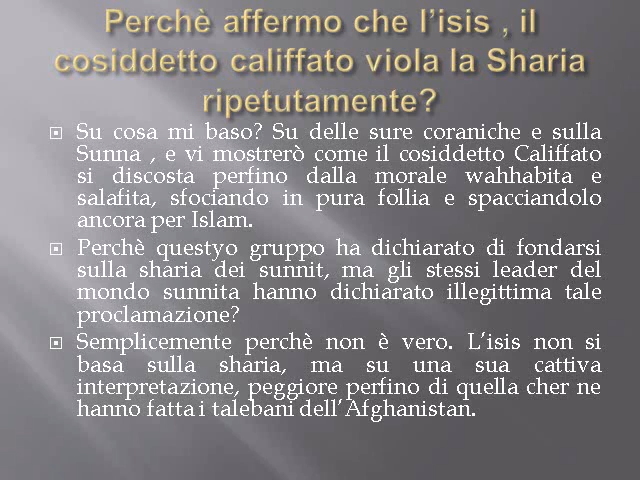 Perchè affermo che l’isis , il
cosiddetto califfato viola la Sharia
ripetutamente?
Su cosa mi baso? Su delle sure coraniche e sulla
Sunna , e vi mostrerò come il cosiddetto Califfato
si discosta perfino dalla morale wahhabita e
salafita, sfociando in pura follia e spacciandolo
ancora per Islam.
Perchè questyo gruppo ha dichiarato di fondarsi
sulla sharia dei sunnit, ma gli stessi leader del
mondo sunnita hanno dichiarato illegittima tale
proclamazione?
Semplicemente perchè non è vero. L’isis non si
basa sulla sharia, ma su una sua cattiva
interpretazione, peggiore perfino di quella cher ne
hanno fatta i talebani dell’Afghanistan.